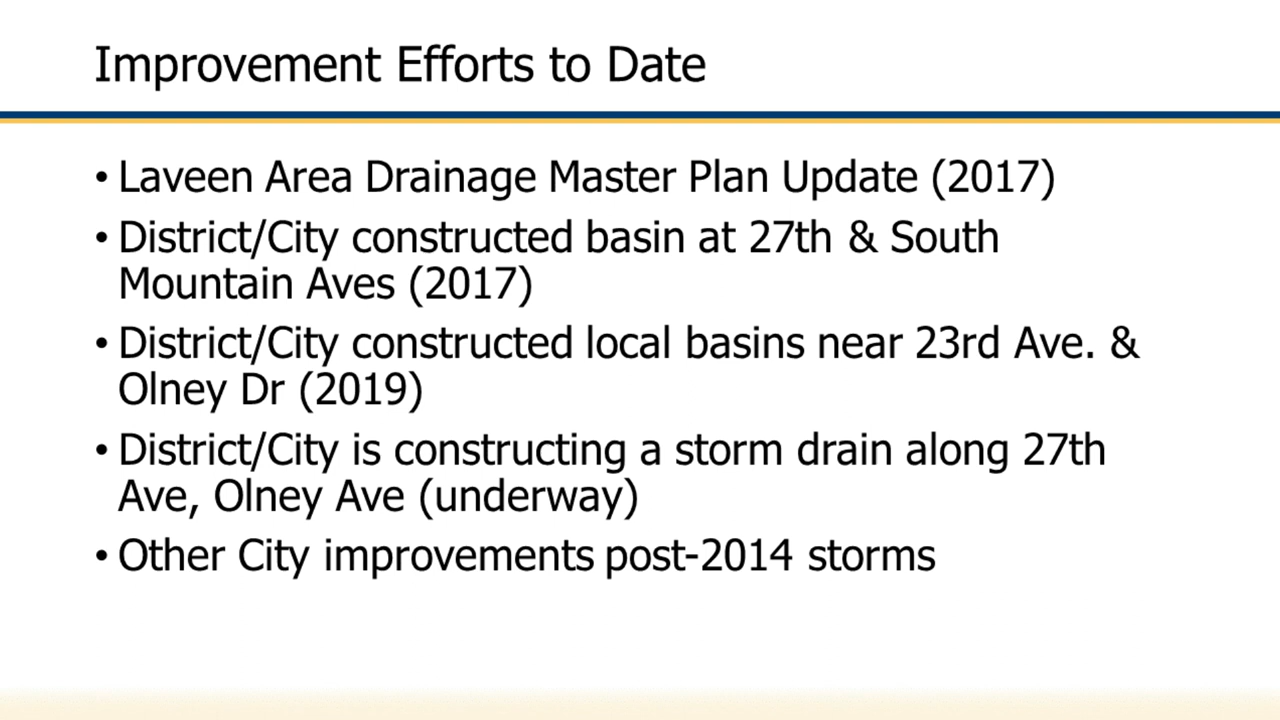 Improvement Efforts to Date
• Laveen Area Drainage Master Plan Update (2017)
• District/City constructed basin at 27th & South
Mountain Aves (2017)
• District/City constructed local basins near 23rd Ave. &
Olney Dr (2019)
• District/City is constructing a storm drain along 27th
Ave, Olney Ave (underway)
• Other City improvements post-2014 storms